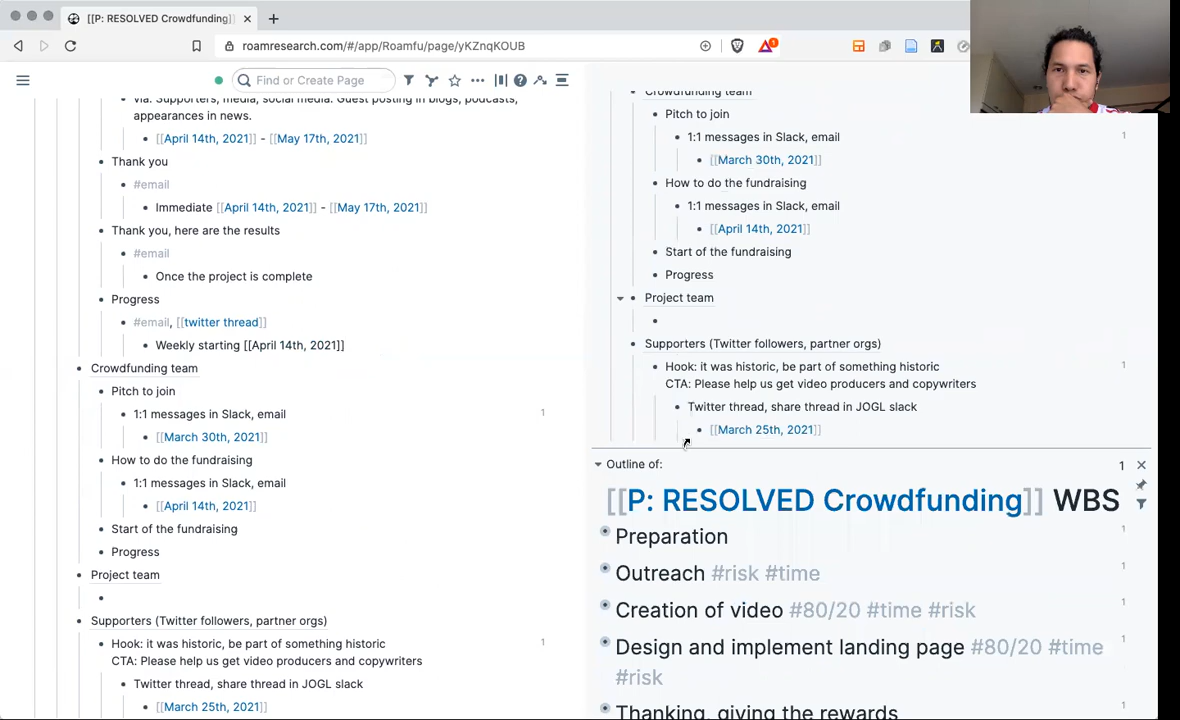 [[P: RESOLVED Crowdfunding]
roamresearch.com/#/app/Roamfu/page/yKZnqKOUB
1
Find or Create Page
via: Supporters, media, social media. Guest posting in blogs, podcasts,
appearances in news.
[[April 14th, 2021]] - [[May 17th, 2021]]
Thank you
#email
Immediate [[April 14th, 2021]] - [[May 17th, 2021]]
Thank you, here are the results
#email
Once the project is complete
Progress
#email, [[twitter thread]]
Weekly starting [[April 14th, 2021]]
Crowdfunding team
Pitch to join
1:1 messages in Slack, email 1
[[March 30th, 2021]]
How to do the fundraising
1:1 messages in Slack, email
[[April 14th, 2021]]
Start of the fundraising
Progress
Project team
Supporters (Twitter followers, partner orgs)
Hook: it was historic, be part of something historic 1
CTA: Please help us get video producers and copywriters
Twitter thread, share thread in JOGL slack
[[March 25th, 2021]]
Crowdfunding team
Pitch to join
1:1 messages in Slack, email 1
[[March 30th, 2021]]
How to do the fundraising
1:1 messages in Slack, email
[[April 14th, 2021]]
Start of the fundraising
Progress
Project team
Supporters (Twitter followers, partner orgs)
Hook: it was historic, be part of something historic 1
CTA: Please help us get video producers and copywriters
Twitter thread, share thread in JOGL slack
[[March 25th, 2021]]
Outline of: 1
[[P: RESOLVED Crowdfunding]] WBS
Preparation 1
Outreach #risk #time 1
Creation of video #80/20 #time #risk 1
Design and implement landing page #80/20 #time 1
#risk
Thanking, giving the rewards 1